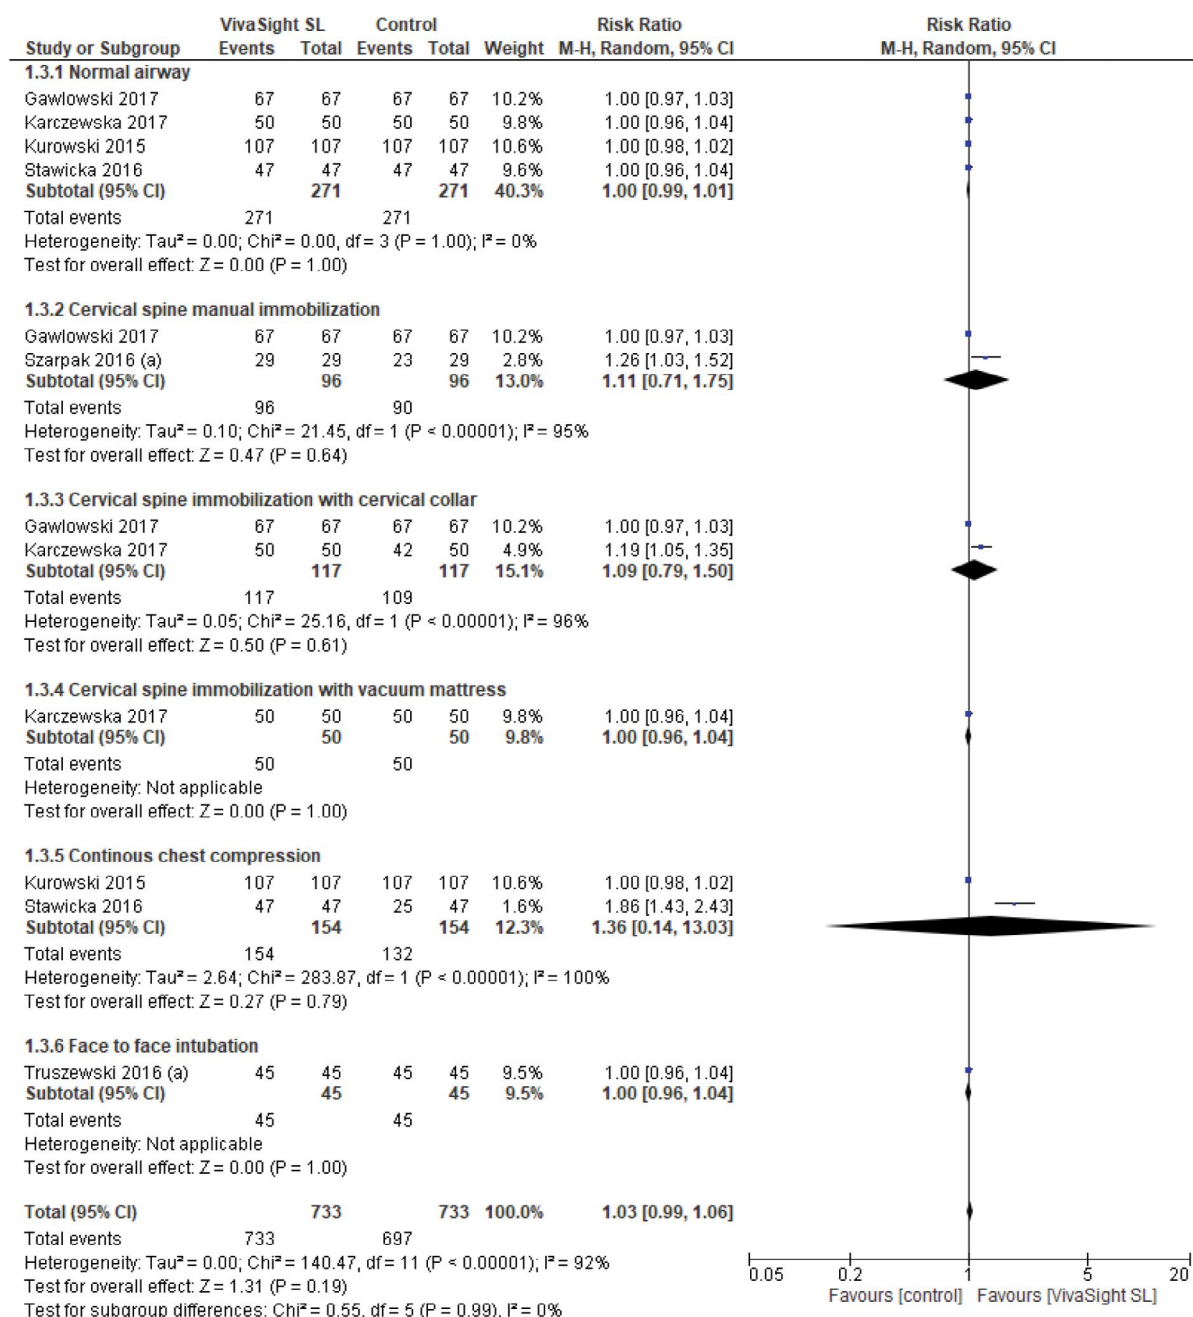 VivaSight SL Control Risk Ratio Risk Ratio
Study or Subgroup Events Total Events Total Weight M-H, Random, 95% CI M-H, Random, 95% CI
1.3.1 Normal airway
Gawlowski 2017 67 67 67 67 10.2% 1.00 [0.97, 1.03]
Karczewska 2017 50 50 50 50 9.8% 1.00 [0.96, 1.04]
Kurowski 2015 107 107 107 107 10.6% 1.00 [0.98, 1.02]
Stawicka 2016 47 47 47 47 9.6% 1.00 [0.96, 1.04]
Subtotal (95% CI) 271 271 40.3% 1.00 [0.99, 1.01]
Total events 271 271
Heterogeneity: Tau² = 0.00; Chi² = 0.00, df = 3 (P = 1.00); I² = 0%
Test for overall effect: Z = 0.00 (P = 1.00)
1.3.2 Cervical spine manual immobilization
Gawlowski 2017 67 67 67 67 10.2% 1.00 [0.97, 1.03]
Szarpak 2016 (a) 29 29 23 29 2.8% 1.26 [1.03, 1.52]
Subtotal (95% CI) 96 96 13.0% 1.11 [0.71, 1.75]
Total events 96 90
Heterogeneity: Tau² = 0.10; Chi² = 21.45, df = 1 (P < 0.00001); I² = 95%
Test for overall effect: Z = 0.47 (P = 0.64)
1.3.3 Cervical spine immobilization with cervical collar
Gawlowski 2017 67 67 67 67 10.2% 1.00 [0.97, 1.03]
Karczewska 2017 50 50 42 50 4.9% 1.19 [1.05, 1.35]
Subtotal (95% CI) 117 117 15.1% 1.09 [0.79, 1.50]
Total events 117 109
Heterogeneity: Tau² = 0.05; Chi² = 25.16, df = 1 (P < 0.00001); I² = 96%
Test for overall effect: Z = 0.50 (P = 0.61)
1.3.4 Cervical spine immobilization with vacuum mattress
Karczewska 2017 50 50 50 50 9.8% 1.00 [0.96, 1.04]
Subtotal (95% CI) 50 50 9.8% 1.00 [0.96, 1.04]
Total events 50 50
Heterogeneity: Not applicable
Test for overall effect: Z = 0.00 (P = 1.00)
1.3.5 Continous chest compression
Kurowski 2015 107 107 107 107 10.6% 1.00 [0.98, 1.02]
Stawicka 2016 47 47 25 47 1.6% 1.86 [1.43, 2.43]
Subtotal (95% CI) 154 154 12.3% 1.36 [0.14, 13.03]
Total events 154 132
Heterogeneity: Tau² = 2.64; Chi² = 283.87, df = 1 (P < 0.00001); I² = 100%
Test for overall effect: Z = 0.27 (P = 0.79)
1.3.6 Face to face intubation
Truszewski 2016 (a) 45 45 45 45 9.5% 1.00 [0.96, 1.04]
Subtotal (95% CI) 45 45 9.5% 1.00 [0.96, 1.04]
Total events 45 45
Heterogeneity: Not applicable
Test for overall effect: Z = 0.00 (P = 1.00)
Total (95% CI) 733 733 100.0% 1.03 [0.99, 1.06]
Total events 733 697
Heterogeneity: Tau² = 0.00; Chi² = 140.47, df = 11 (P < 0.00001); I² = 92%
Test for overall effect: Z = 1.31 (P = 0.19)
Test for subgroup differences: Chi² = 0.55, df = 5 (P = 0.99), I² = 0%
0.05 0.2 1 5 20
Favours [control] Favours [VivaSight SL]